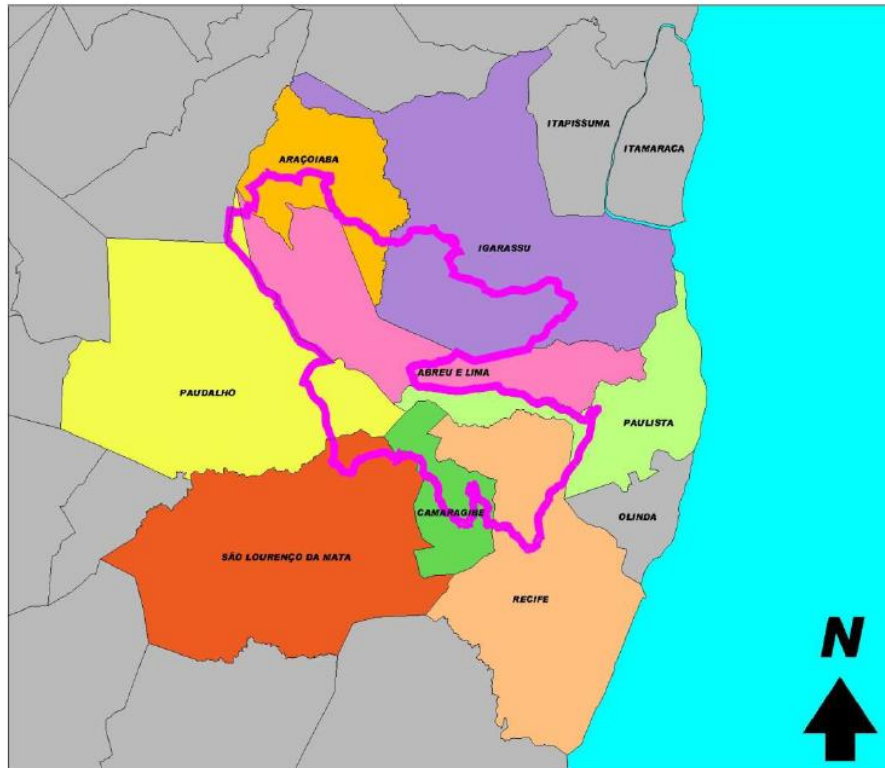 ITAPISSUMA
ITAMARACA
ARAÇOIABA
IGARASSU
ABREU E LIMA
PAUDALHO
PAULISTA
CAMARAGIBE
OLINDA
SÃO LOURENÇO DA MATA
RECIFE
N